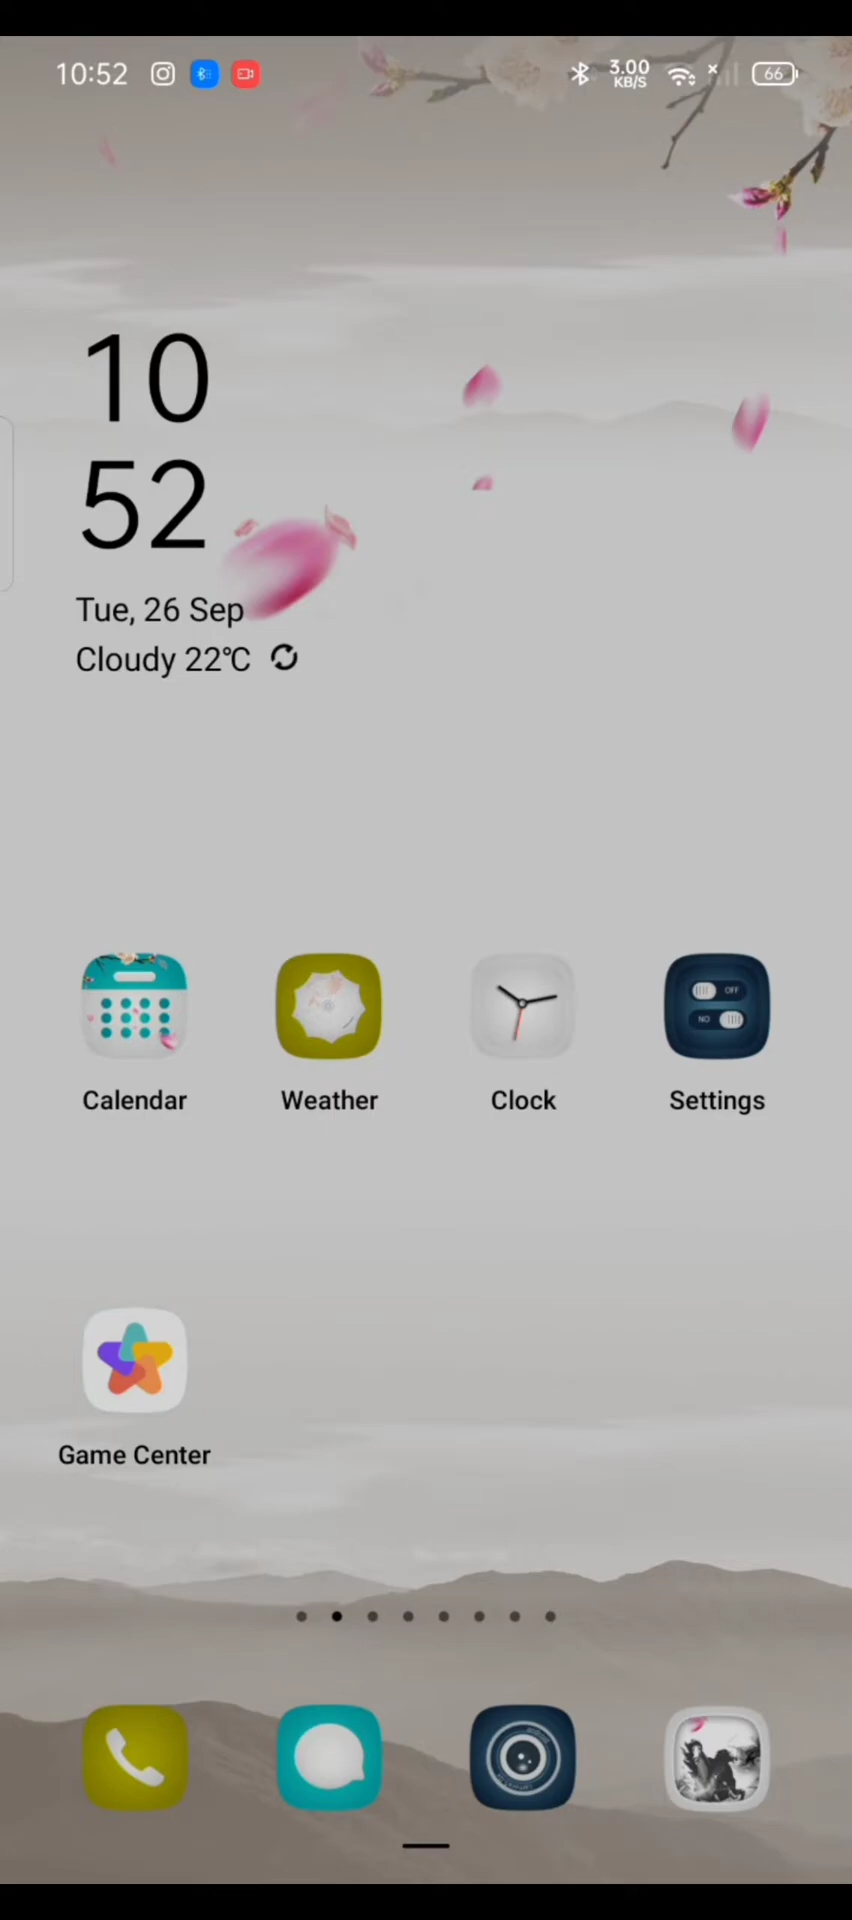 10:52
3.00
KB/S
66
10
52
Tue, 26 Sep
Cloudy 22℃
OFF
NO
Calendar
Weather
Clock
Settings
Game Center